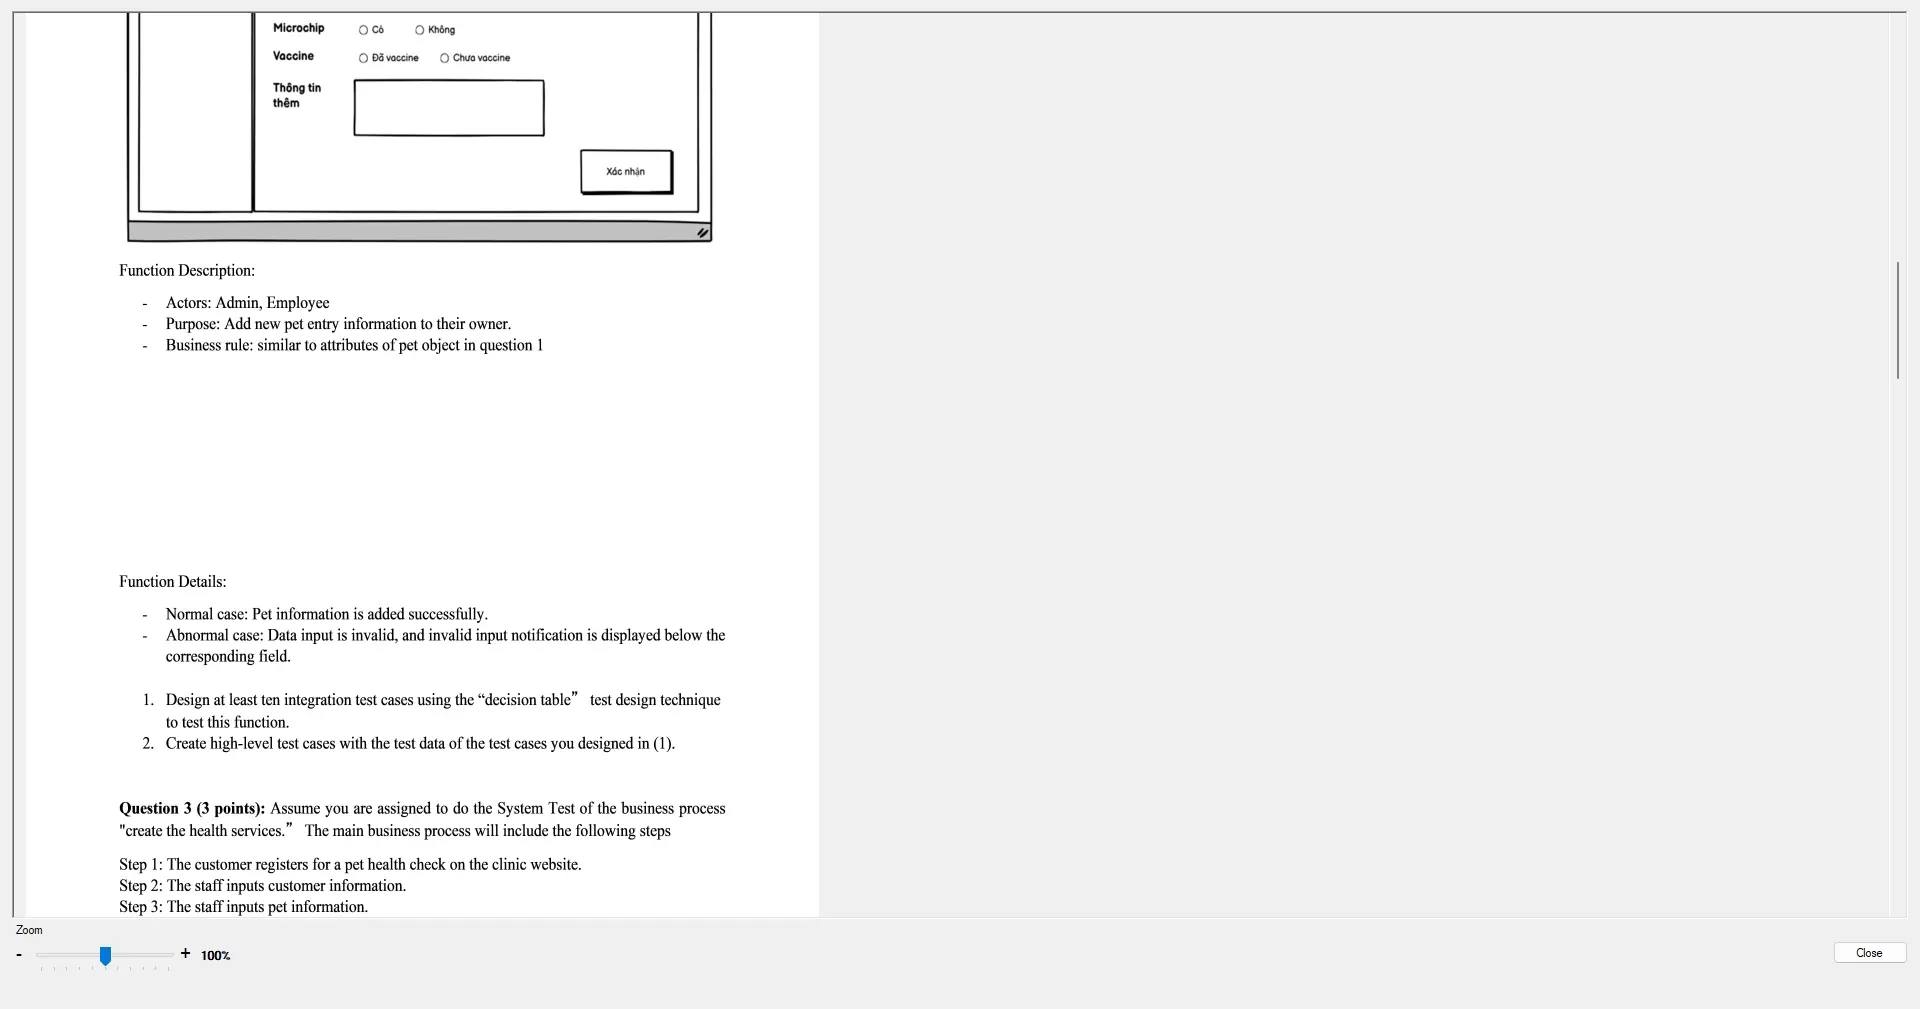 Microchip Có Không
Vaccine Đã vaccine Chưa vaccine
Thông tin
thêm
Xác nhận
Function Description:
- Actors: Admin, Employee
- Purpose: Add new pet entry information to their owner.
- Business rule: similar to attributes of pet object in question 1
Function Details:
- Normal case: Pet information is added successfully.
- Abnormal case: Data input is invalid, and invalid input notification is displayed below the
corresponding field.
1. Design at least ten integration test cases using the “decision table” test design technique
to test this function.
2. Create high-level test cases with the test data of the test cases you designed in (1).
Question 3 (3 points): Assume you are assigned to do the System Test of the business process
"create the health services.” The main business process will include the following steps
Step 1: The customer registers for a pet health check on the clinic website.
Step 2: The staff inputs customer information.
Step 3: The staff inputs pet information.
Zoom
- + 100%
Close